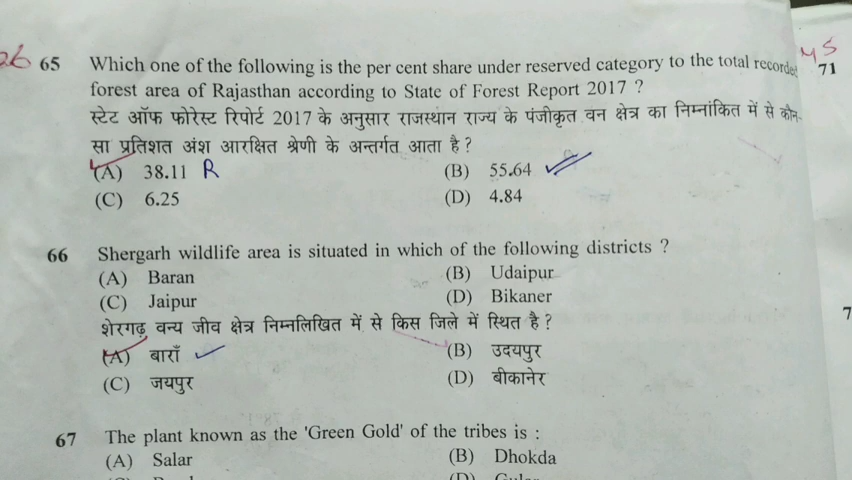 26 65 Which one of the following is the per cent share under reserved category to the total recorded
forest area of Rajasthan according to State of Forest Report 2017 ?
स्टेट ऑफ फोरेस्ट रिपोर्ट 2017 के अनुसार राजस्थान राज्य के पंजीकृत वन क्षेत्र का निम्नांकित में से कौन-
सा प्रतिशत अंश आरक्षित श्रेणी के अन्तर्गत आता है ?
(A) 38.11 R (B) 55.64
(C) 6.25 (D) 4.84
66 Shergarh wildlife area is situated in which of the following districts ?
(A) Baran (B) Udaipur
(C) Jaipur (D) Bikaner
शेरगढ़ वन्य जीव क्षेत्र निम्नलिखित में से किस जिले में स्थित है ?
(A) बाराँ (B) उदयपुर
(C) जयपुर (D) बीकानेर
67 The plant known as the 'Green Gold' of the tribes is :
(A) Salar (B) Dhokda
71
7